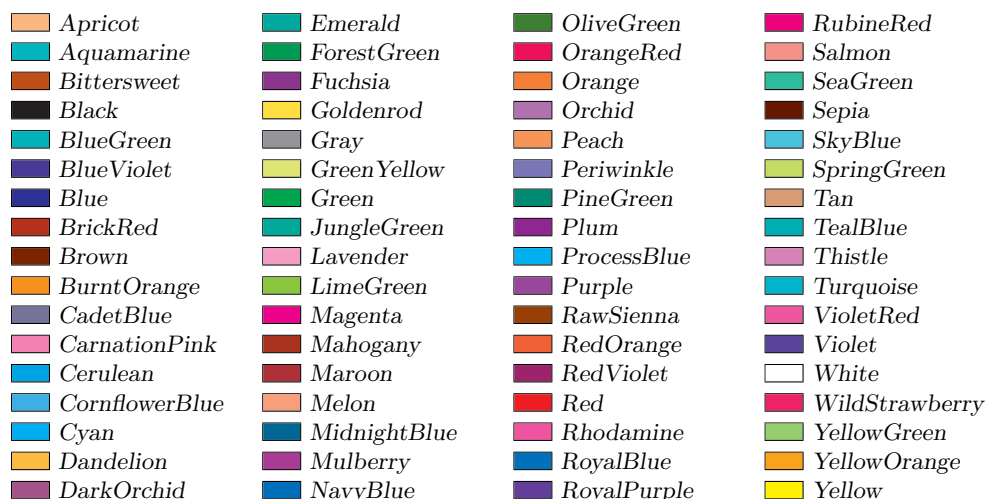 Apricot
Aquamarine
Bittersweet
Black
BlueGreen
BlueViolet
Blue
BrickRed
Brown
BurntOrange
CadetBlue
CarnationPink
Cerulean
CornflowerBlue
Cyan
Dandelion
DarkOrchid
Emerald
ForestGreen
Fuchsia
Goldenrod
Gray
GreenYellow
Green
JungleGreen
Lavender
LimeGreen
Magenta
Mahogany
Maroon
Melon
MidnightBlue
Mulberry
NavyBlue
OliveGreen
OrangeRed
Orange
Orchid
Peach
Periwinkle
PineGreen
Plum
ProcessBlue
Purple
RawSienna
RedOrange
RedViolet
Red
Rhodamine
RoyalBlue
RoyalPurple
RubineRed
Salmon
SeaGreen
Sepia
SkyBlue
SpringGreen
Tan
TealBlue
Thistle
Turquoise
VioletRed
Violet
White
WildStrawberry
YellowGreen
YellowOrange
Yellow